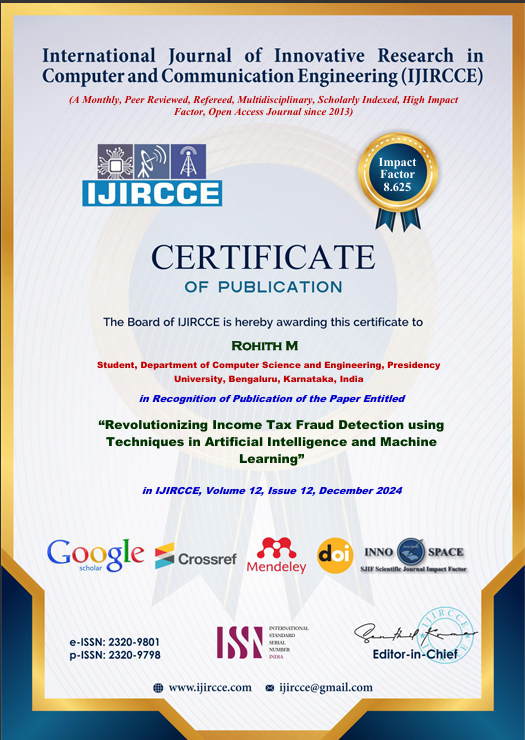 International Journal of Innovative Research in
Computer and Communication Engineering (IJIRCCE)
(A Monthly, Peer Reviewed, Refereed, Multidisciplinary, Scholarly Indexed, High Impact
Factor, Open Access Journal since 2013)
IJIRCCE
Impact
Factor
8.625
CERTIFICATE
OF PUBLICATION
The Board of IJIRCCE is hereby awarding this certificate to
ROHITH M
Student, Department of Computer Science and Engineering, Presidency
University, Bengaluru, Karnataka, India
in Recognition of Publication of the Paper Entitled
“Revolutionizing Income Tax Fraud Detection using
Techniques in Artificial Intelligence and Machine
Learning”
in IJIRCCE, Volume 12, Issue 12, December 2024
Google
scholar
Crossref
Mendeley
doi
INNO SPACE
SJIF Scientific Journal Impact Factor
e-ISSN: 2320-9801
p-ISSN: 2320-9798
ISSN
INTERNATIONAL
STANDARD
SERIAL
NUMBER
INDIA
IJIRCCE
Editor-in-Chief
www.ijircce.com ijircce@gmail.com